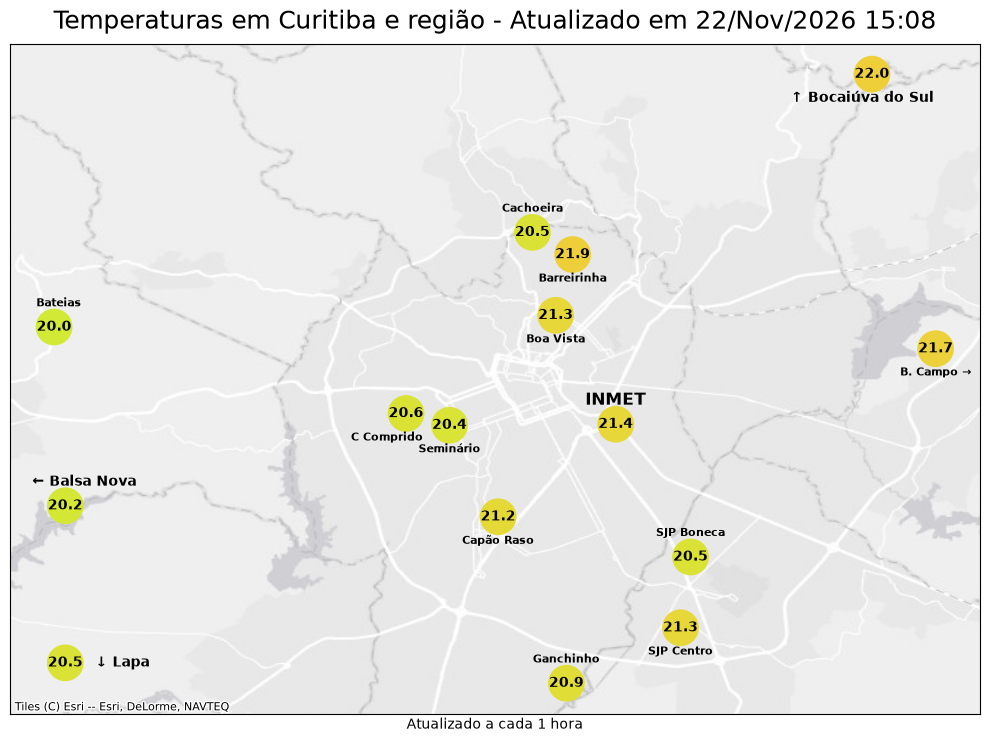 Temperaturas em Curitiba e região - Atualizado em 22/Nov/2026 15:08
22.0
↑ Bocaiúva do Sul
Cachoeira
20.5
21.9
Barreirinha
Bateias
20.0
21.3
Boa Vista
21.7
B. Campo →
INMET
21.4
20.6
C Comprido
20.4
Seminário
← Balsa Nova
20.2
21.2
Capão Raso
SJP Boneca
20.5
21.3
SJP Centro
20.5 ↓ Lapa
Ganchinho
20.9
Tiles (C) Esri -- Esri, DeLorme, NAVTEQ
Atualizado a cada 1 hora